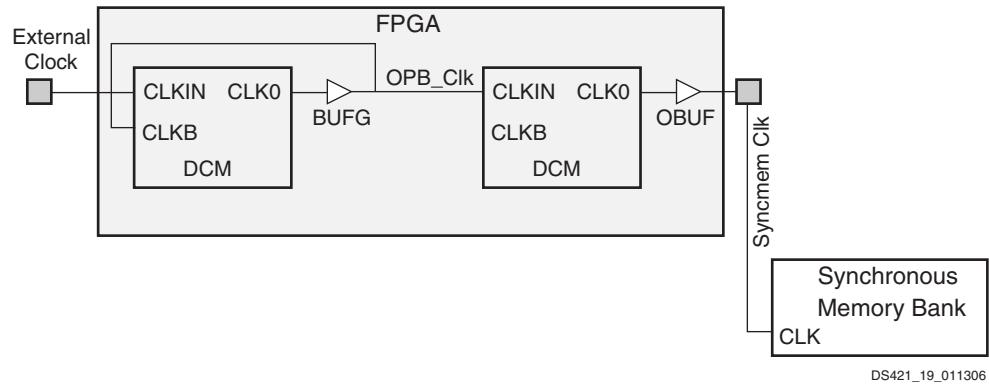 FPGA
External
Clock
CLKIN CLK0
CLKB
DCM
BUFG
OPB_Clk
CLKIN CLK0
CLKB
DCM
OBUF
Syncmem Clk
Synchronous
Memory Bank
CLK
DS421_19_011306